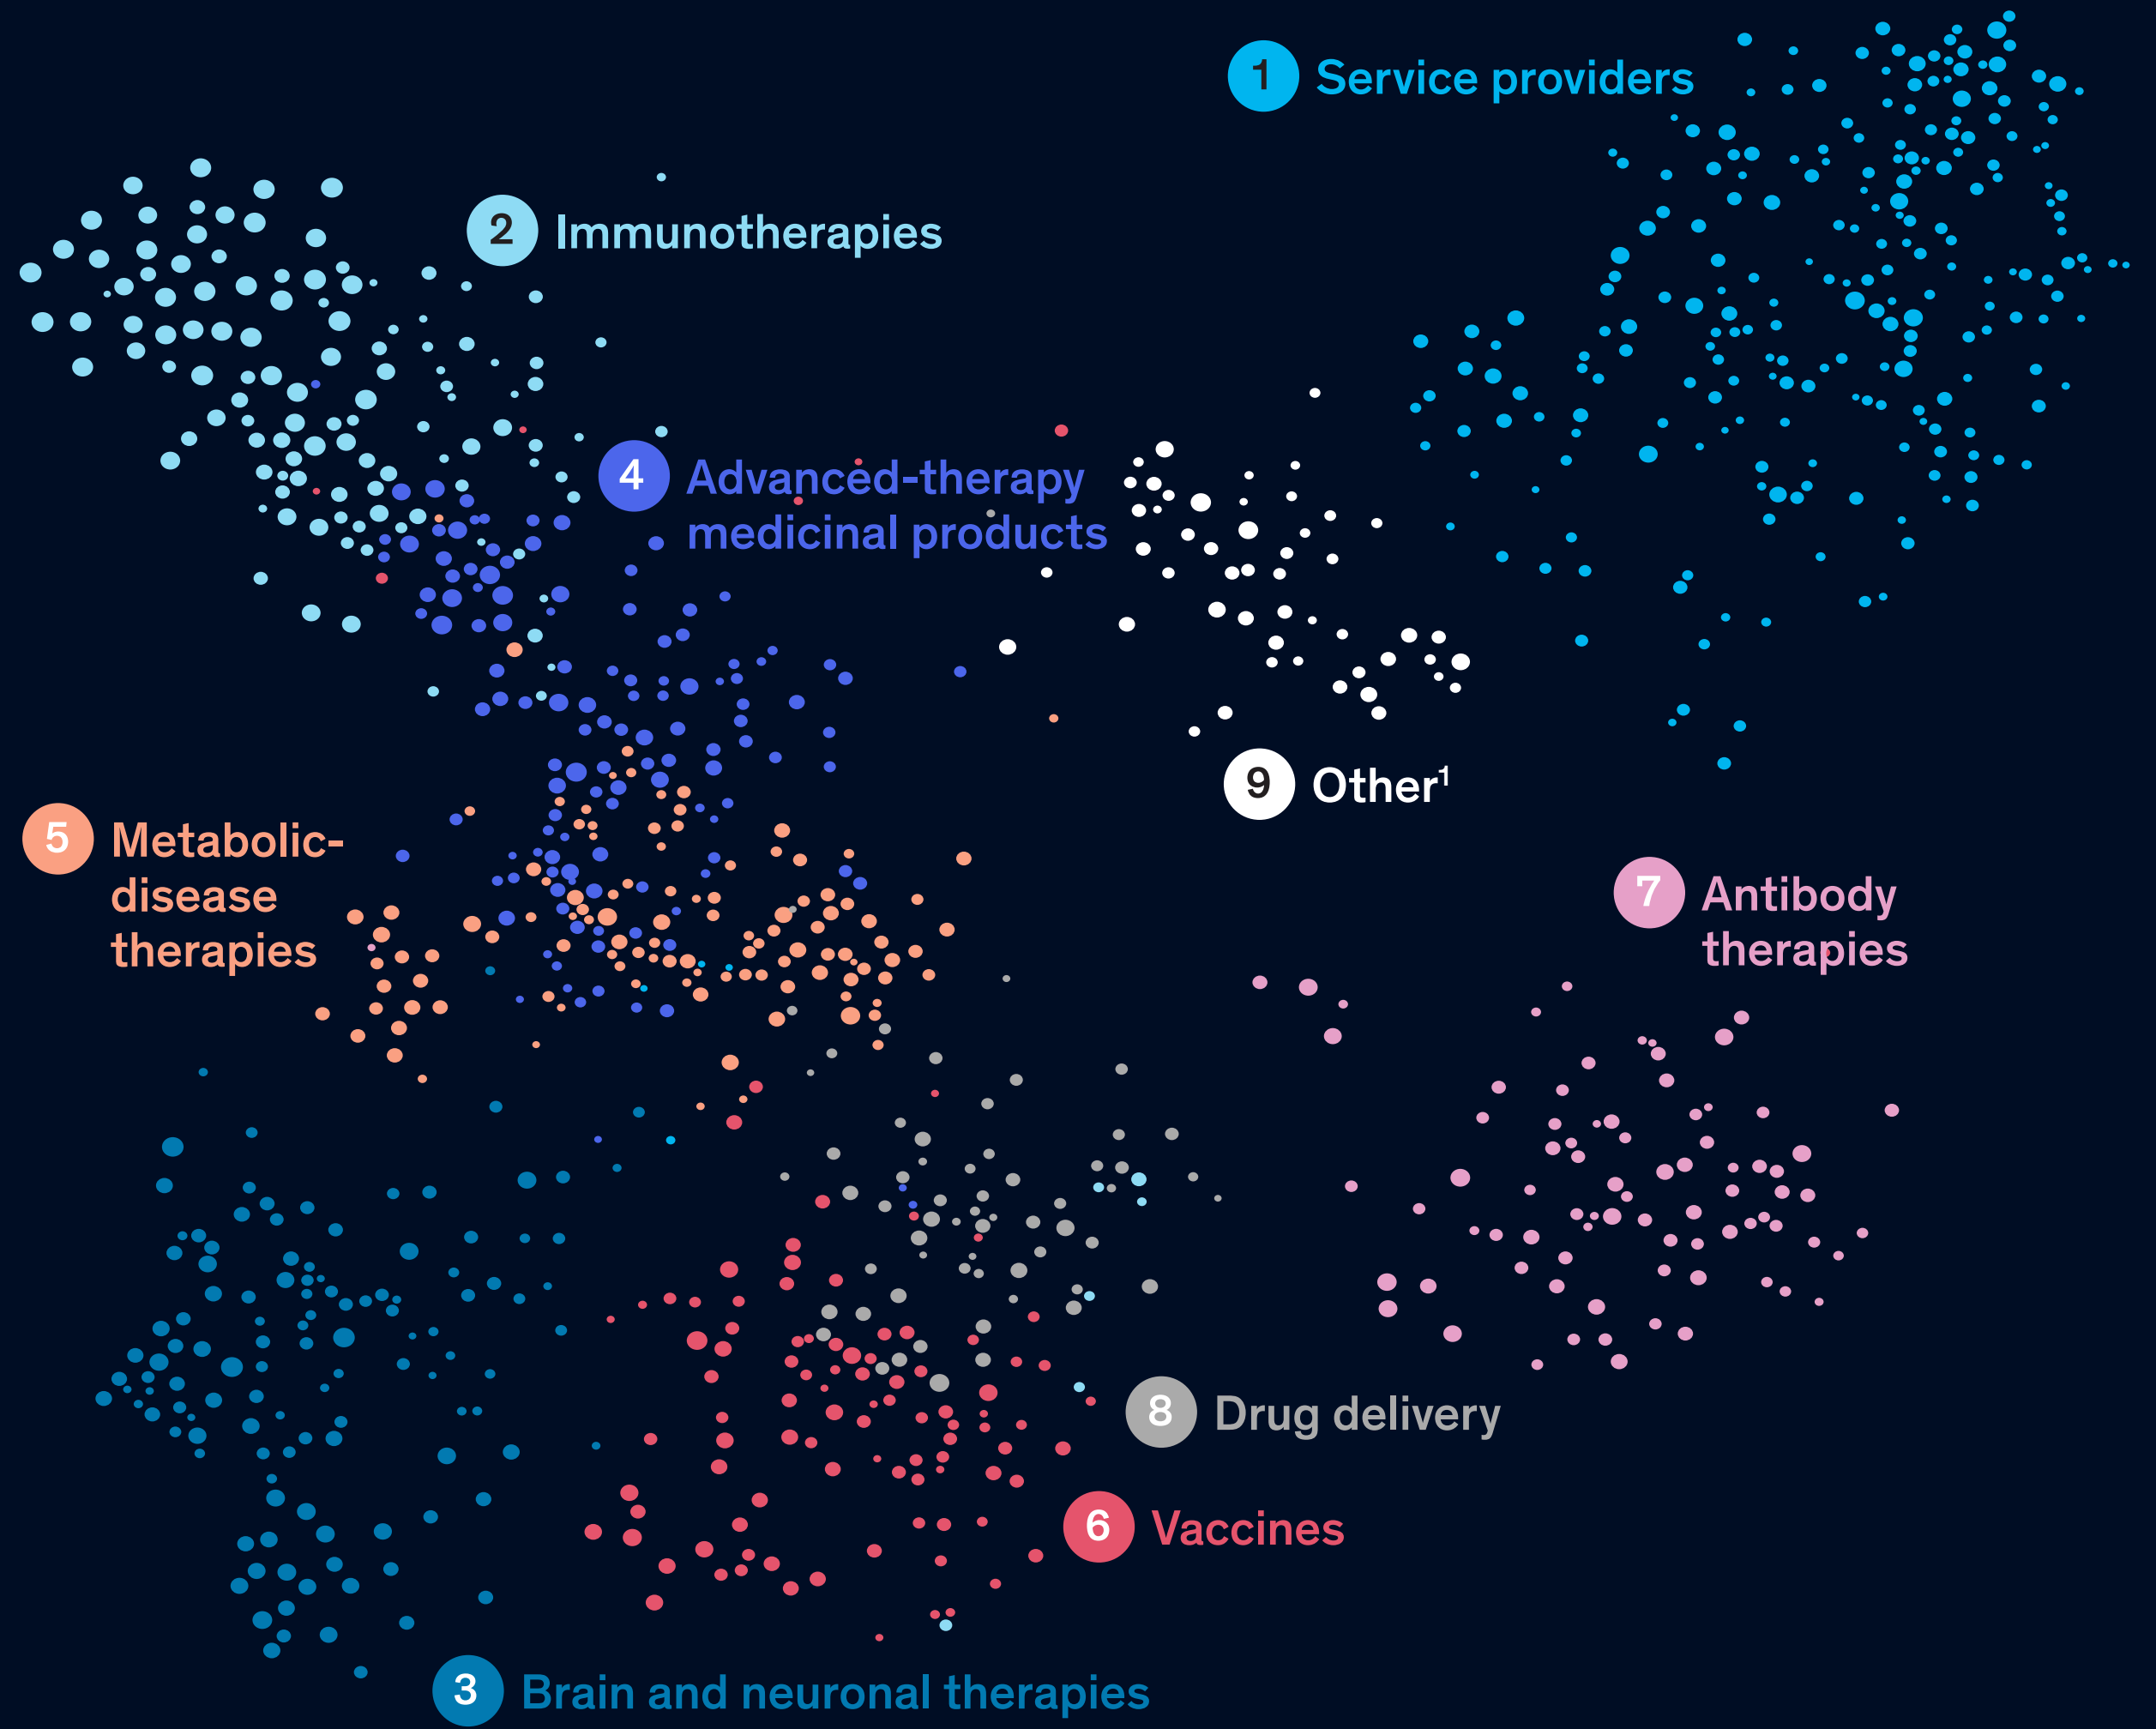 1 Service providers
2 Immunotherapies
4 Advanced-therapy
medicinal products
9 Other1
5 Metabolic-
disease
therapies
7 Antibody
therapies
8 Drug delivery
6 Vaccines
3 Brain and neuronal therapies